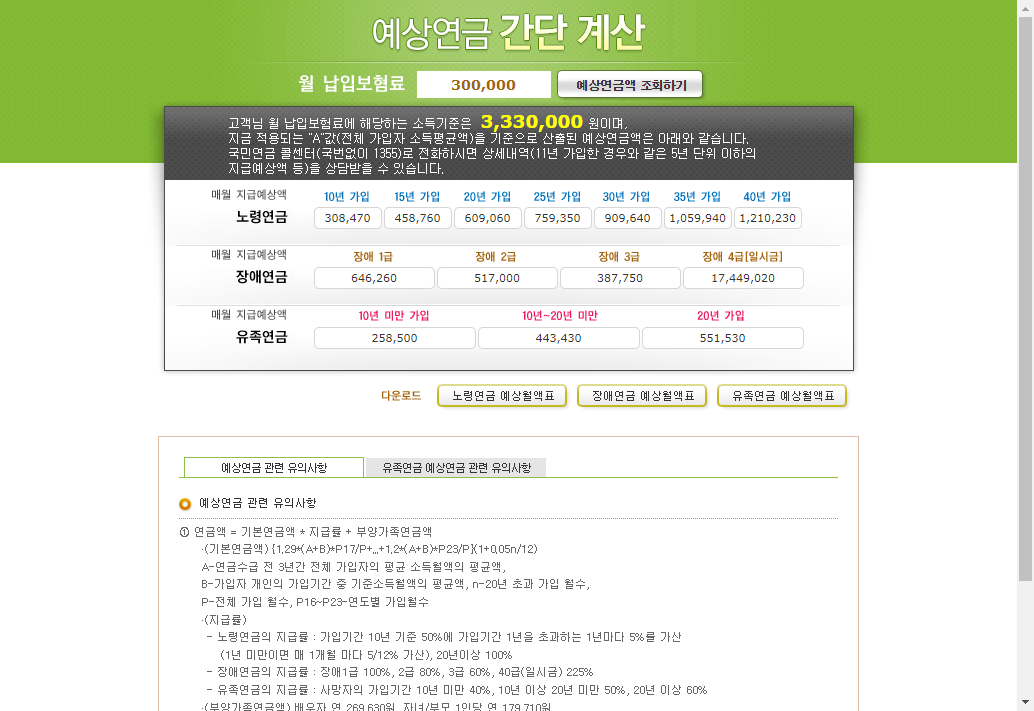 예상연금 간단 계산
월 납입보험료 300,000 예상연금액 조회하기
고객님 월 납입보험료에 해당하는 소득기준은 3,330,000 원이며,
지금 적용되는 "A"값(전체 가입자 소득평균액)을 기준으로 산출된 예상연금액은 아래와 같습니다.
국민연금 콜센터(국번없이 1355)로 전화하시면 상세내역(11년 가입한 경우와 같은 5년 단위 이하의
지급예상액 등)을 상담받을 수 있습니다.
매월 지급예상액 10년 가입 15년 가입 20년 가입 25년 가입 30년 가입 35년 가입 40년 가입
노령연금 308,470 458,760 609,060 759,350 909,640 1,059,940 1,210,230
매월 지급예상액 장애 1급 장애 2급 장애 3급 장애 4급[일시금]
장애연금 646,260 517,000 387,750 17,449,020
매월 지급예상액 10년 미만 가입 10년~20년 미만 20년 가입
유족연금 258,500 443,430 551,530
다운로드 노령연금 예상월액표 장애연금 예상월액표 유족연금 예상월액표
예상연금 관련 유의사항 유족연금 예상연금 관련 유의사항
예상연금 관련 유의사항
① 연금액 = 기본연금액 * 지급률 + 부양가족연금액
·(기본연금액) {1.29*(A+B)*P17/P+...+1.2*(A+B)*P23/P}(1+0.05n/12)
A-연금수급 전 3년간 전체 가입자의 평균 소득월액의 평균액,
B-가입자 개인의 가입기간 중 기준소득월액의 평균액, n-20년 초과 가입 월수,
P-전체 가입 월수, P16~P23-연도별 가입월수
·(지급률)
- 노령연금의 지급률 : 가입기간 10년 기준 50%에 가입기간 1년을 초과하는 1년마다 5%를 가산
(1년 미만이면 매 1개월 마다 5/12% 가산), 20년이상 100%
- 장애연금의 지급률 : 장애1급 100%, 2급 80%, 3급 60%, 40급(일시금) 225%
- 유족연금의 지급률 : 사망자의 가입기간 10년 미만 40%, 10년 이상 20년 미만 50%, 20년 이상 60%
·(부양가족연금액) 배우자 연 269,630원, 자녀/부모 1인당 연 179,710원